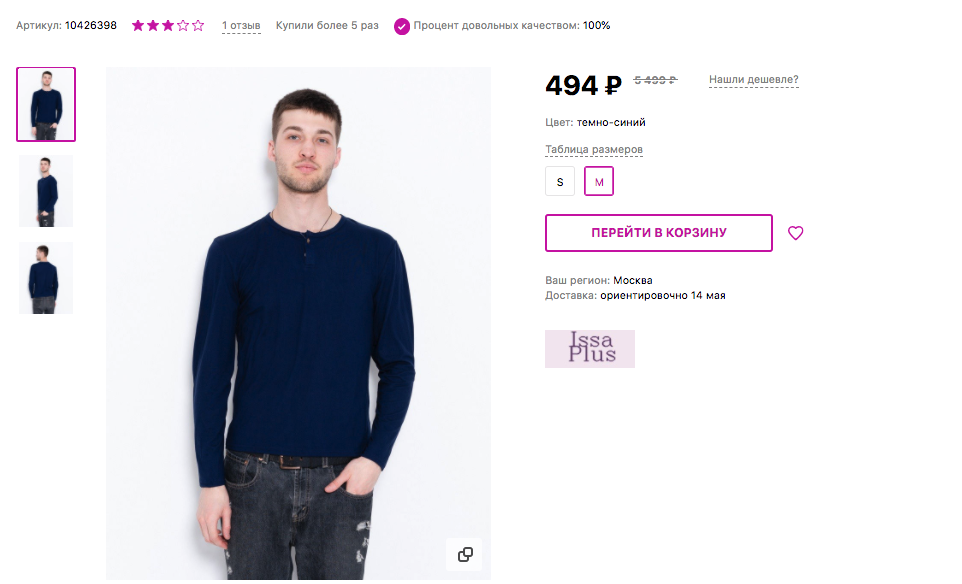 Артикул: 10426398 1 отзыв Купили более 5 раз Процент довольных качеством: 100%
494 ₽ 5 499 ₽ Нашли дешевле?
Цвет: темно-синий
Таблица размеров
S M
ПЕРЕЙТИ В КОРЗИНУ
Ваш регион: Москва
Доставка: ориентировочно 14 мая
Issa
Plus